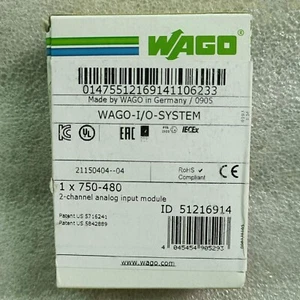 WAGO
01475512169141106233
Made by WAGO in Germany / 0905
WAGO-I/O-SYSTEM
UL EAC IECEx
21150404--04
RoHS ✓
Compliant
1 x 750-480
2-channel analog input module
ID 51216914
Patent US 5716241
Patent US 5842889
4 045454 905293
www.wago.com